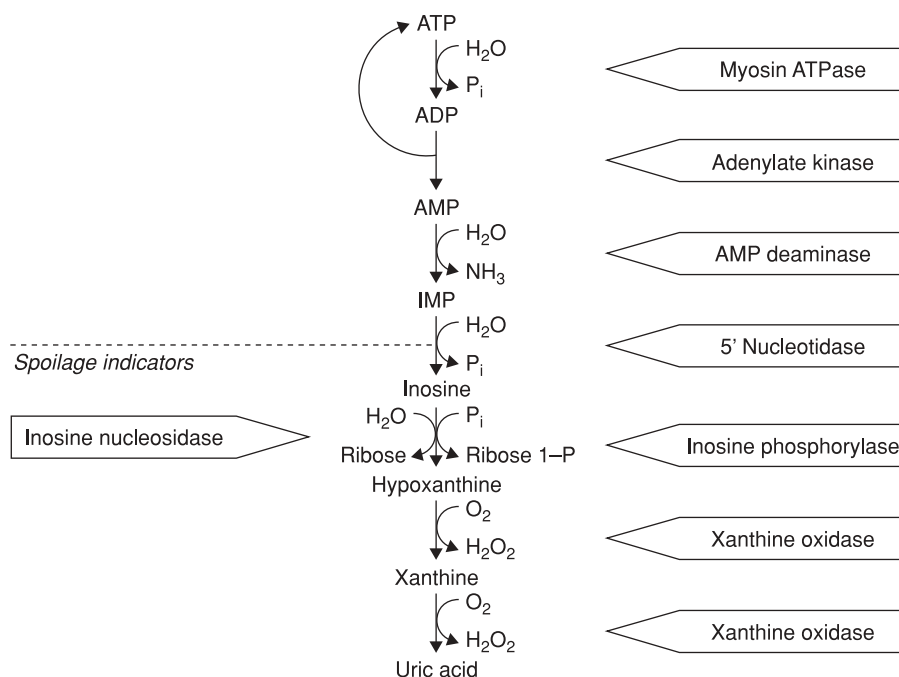 ATP
H₂O
Pᵢ
Myosin ATPase
ADP
Adenylate kinase
AMP
H₂O
NH₃
AMP deaminase
IMP
H₂O
Pᵢ
5' Nucleotidase
Spoilage indicators
Inosine
H₂O
Pᵢ
Inosine nucleosidase
Ribose
Ribose 1–P
Inosine phosphorylase
Hypoxanthine
O₂
H₂O₂
Xanthine oxidase
Xanthine
O₂
H₂O₂
Xanthine oxidase
Uric acid